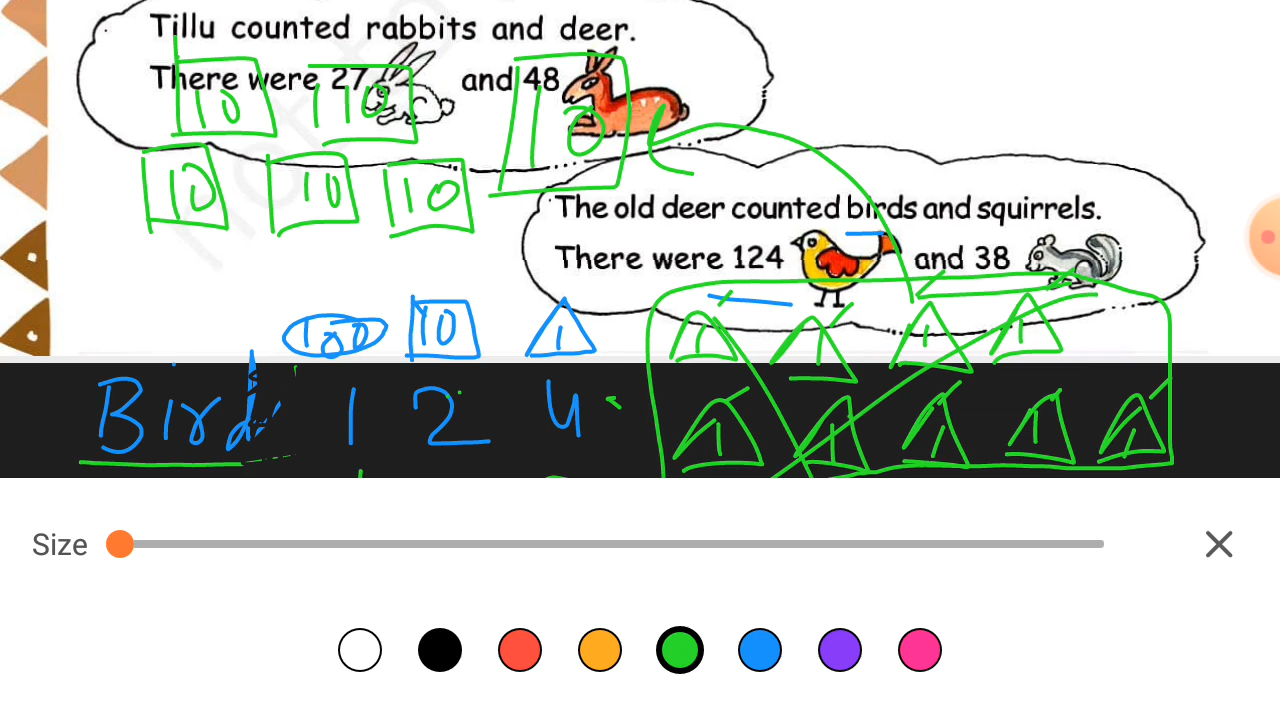 Tillu counted rabbits and deer.
There were 27 and 48
10 10 10
10 10 10
The old deer counted birds and squirrels.
There were 124 and 38
100 10 1
1 1 1 1
Bird 1 2 4
1 1 1 1 1
Size